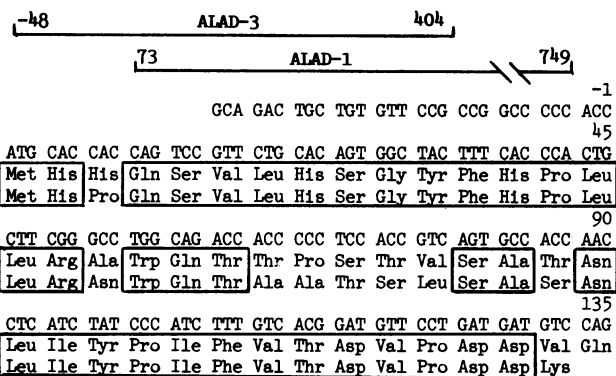 -48 ALAD-3 404
73 ALAD-1 749
-1
GCA GAC TGC TGT GTT CCG CCG GCC CCC ACC
45
ATG CAC CAC CAG TCC GTT CTG CAC AGT GGC TAC TTT CAC CCA CTG
Met His His Gln Ser Val Leu His Ser Gly Tyr Phe His Pro Leu
Met His Pro Gln Ser Val Leu His Ser Gly Tyr Phe His Pro Leu
90
CTT CGG GCC TGG CAG ACC ACC CCC TCC ACC GTC AGT GCC ACC AAC
Leu Arg Ala Trp Gln Thr Thr Pro Ser Thr Val Ser Ala Thr Asn
Leu Arg Asn Trp Gln Thr Ala Ala Thr Ser Leu Ser Ala Ser Asn
135
CTC ATC TAT CCC ATC TTT GTC ACG GAT GTT CCT GAT GAT GTC CAG
Leu Ile Tyr Pro Ile Phe Val Thr Asp Val Pro Asp Asp Val Gln
Leu Ile Tyr Pro Ile Phe Val Thr Asp Val Pro Asp Asp Lys